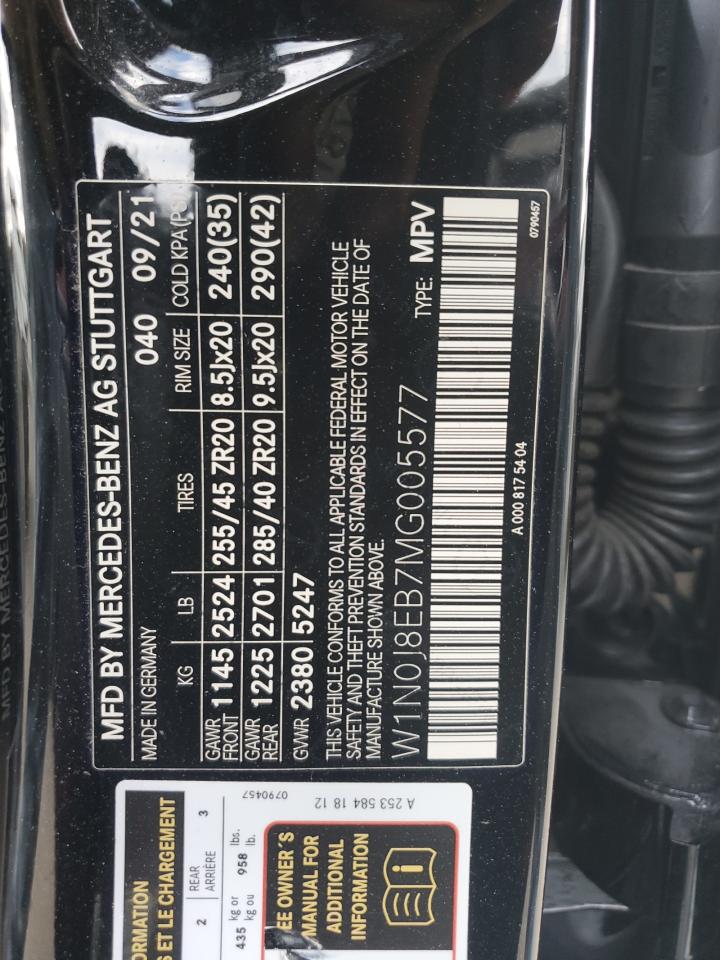 MFD BY MERCEDES-BENZ AG STUTTGART
MADE IN GERMANY 040 09/21
KG LB TIRES RIM SIZE COLD KPA (PSI)
GAWR FRONT 1145 2524 255/45 ZR20 8.5Jx20 240(35)
GAWR REAR 1225 2701 285/40 ZR20 9.5Jx20 290(42)
GVWR 2380 5247
THIS VEHICLE CONFORMS TO ALL APPLICABLE FEDERAL MOTOR VEHICLE
SAFETY AND THEFT PREVENTION STANDARDS IN EFFECT ON THE DATE OF
MANUFACTURE SHOWN ABOVE.
W1N0J8EB7MG005577 TYPE: MPV
A 000 817 54 04 0790457
0790457 A 253 584 18 12
ORMATION
S ET LE CHARGEMENT
2 REAR ARRIÈRE 3
435 kg or kg ou 958 lbs. lb.
EE OWNER'S
MANUAL FOR
ADDITIONAL
INFORMATION